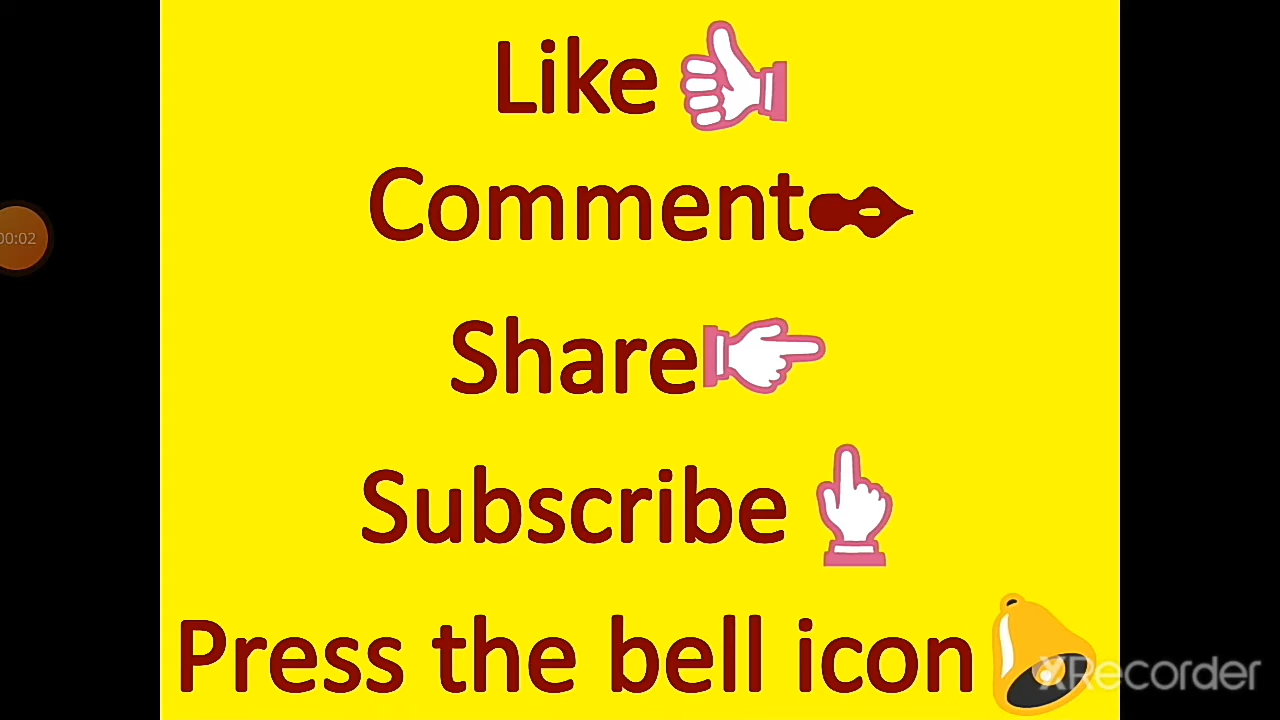 Like
Comment
00:02
Share
Subscribe
Press the bell icon
XRecorder